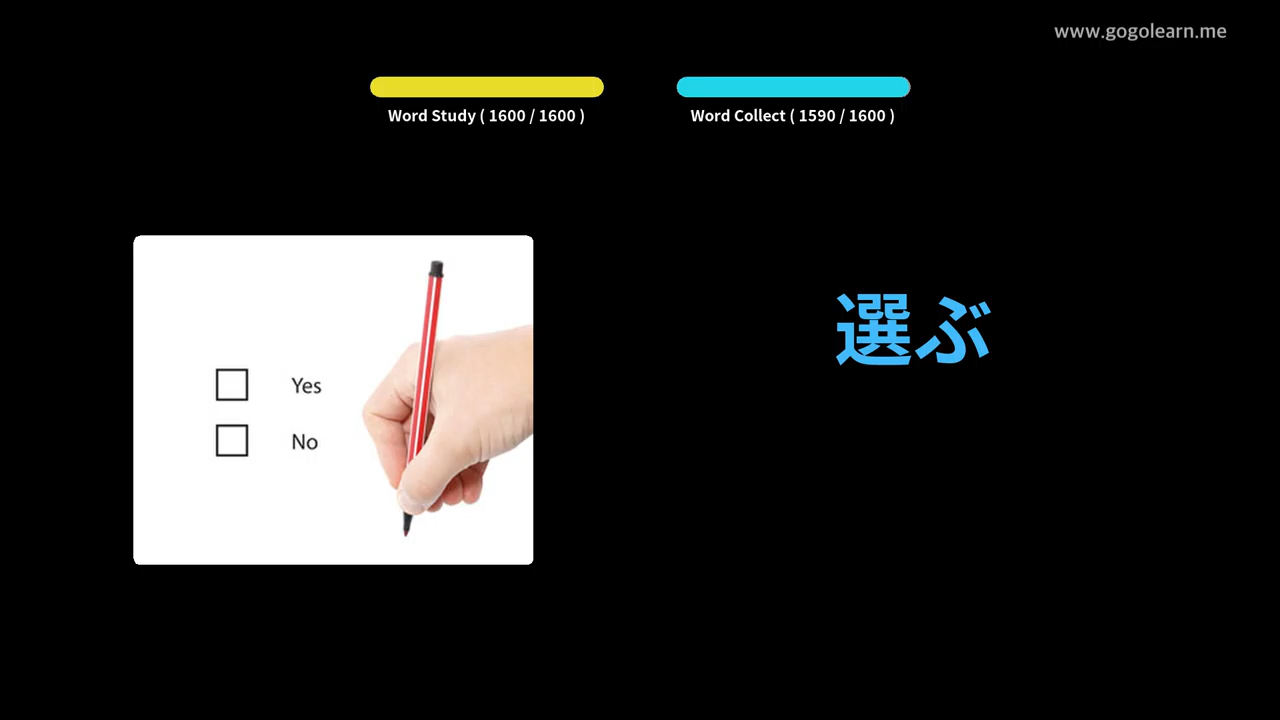 www.gogolearn.me
Word Study ( 1600 / 1600 )
Word Collect ( 1590 / 1600 )
選ぶ
Yes
No